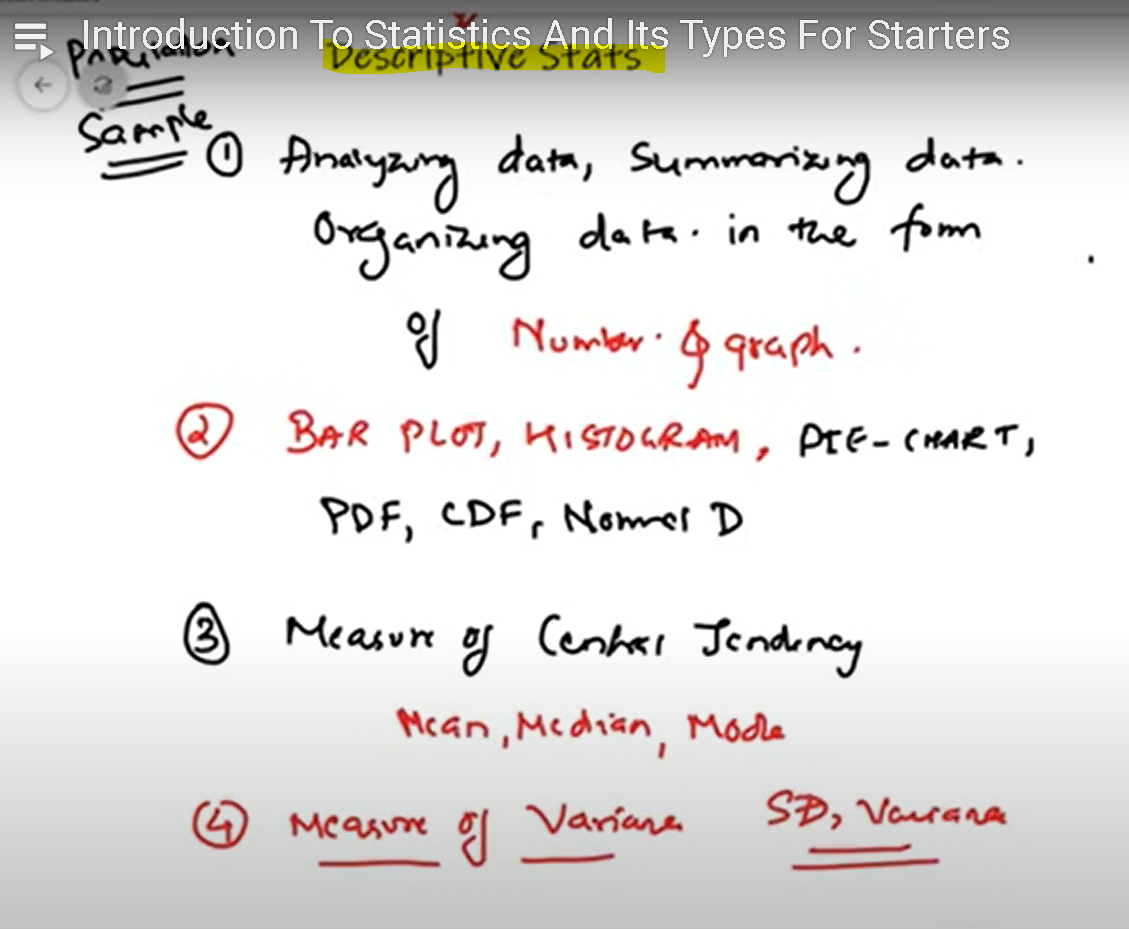 Introduction To Statistics And Its Types For Starters
Population
Descriptive Stats
Sample
① Analyzing data, Summarizing data.
Organizing data. in the form
of Number & graph.
② BAR PLOT, HISTOGRAM, PIE-CHART,
PDF, CDF, Normal D
③ Measure of Central Tendency
Mean, Median, Mode
④ Measure of Variance SD, Variance